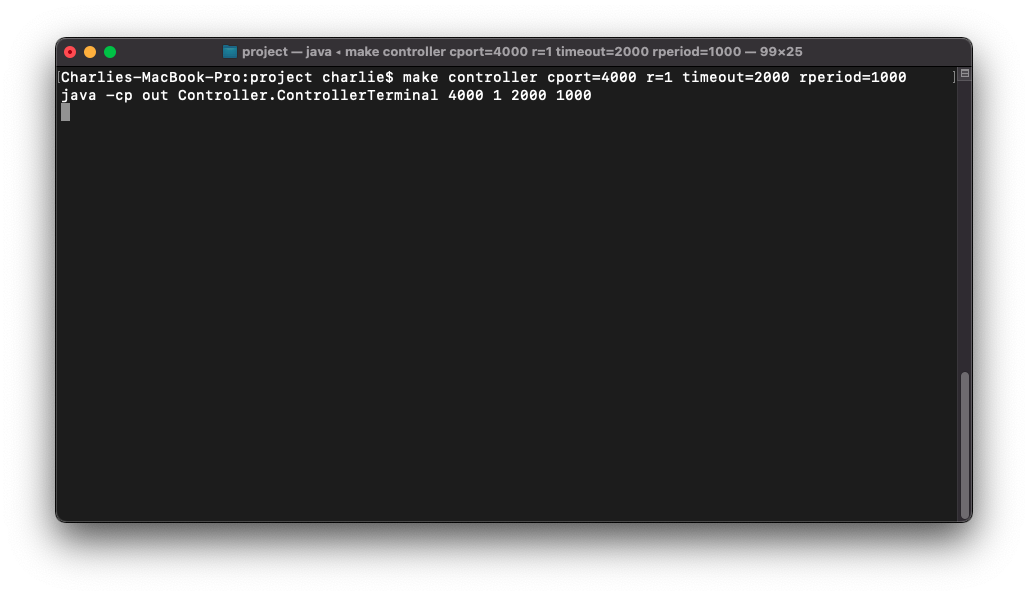 project — java ◂ make controller cport=4000 r=1 timeout=2000 rperiod=1000 — 99×25
[Charlies-MacBook-Pro:project charlie$ make controller cport=4000 r=1 timeout=2000 rperiod=1000 ]
java -cp out Controller.ControllerTerminal 4000 1 2000 1000